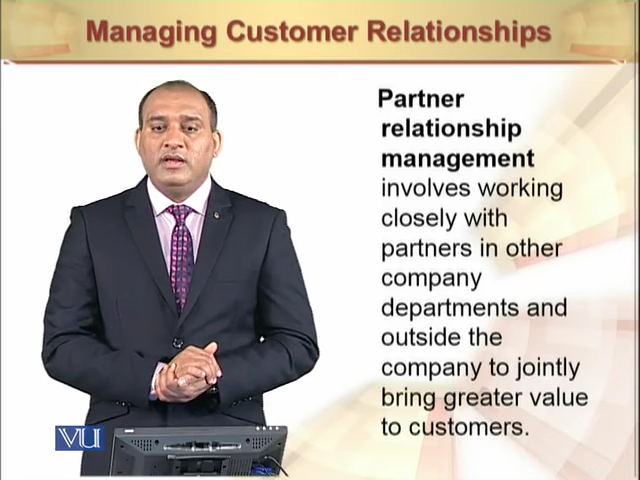 Managing Customer Relationships
Partner
relationship
management
involves working
closely with
partners in other
company
departments and
outside the
company to jointly
bring greater value
to customers.
VU